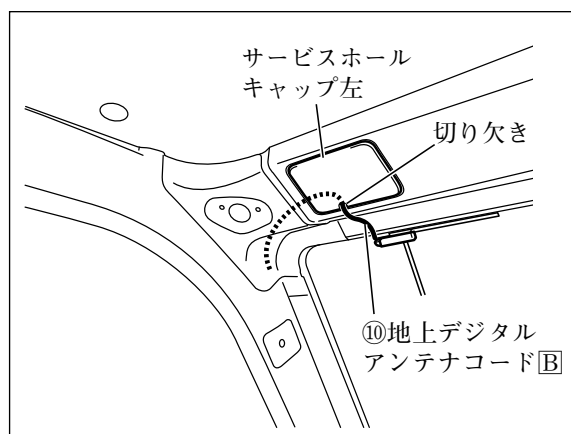 サービスホール
キャップ左
切り欠き
⑩地上デジタル
アンテナコード🄱